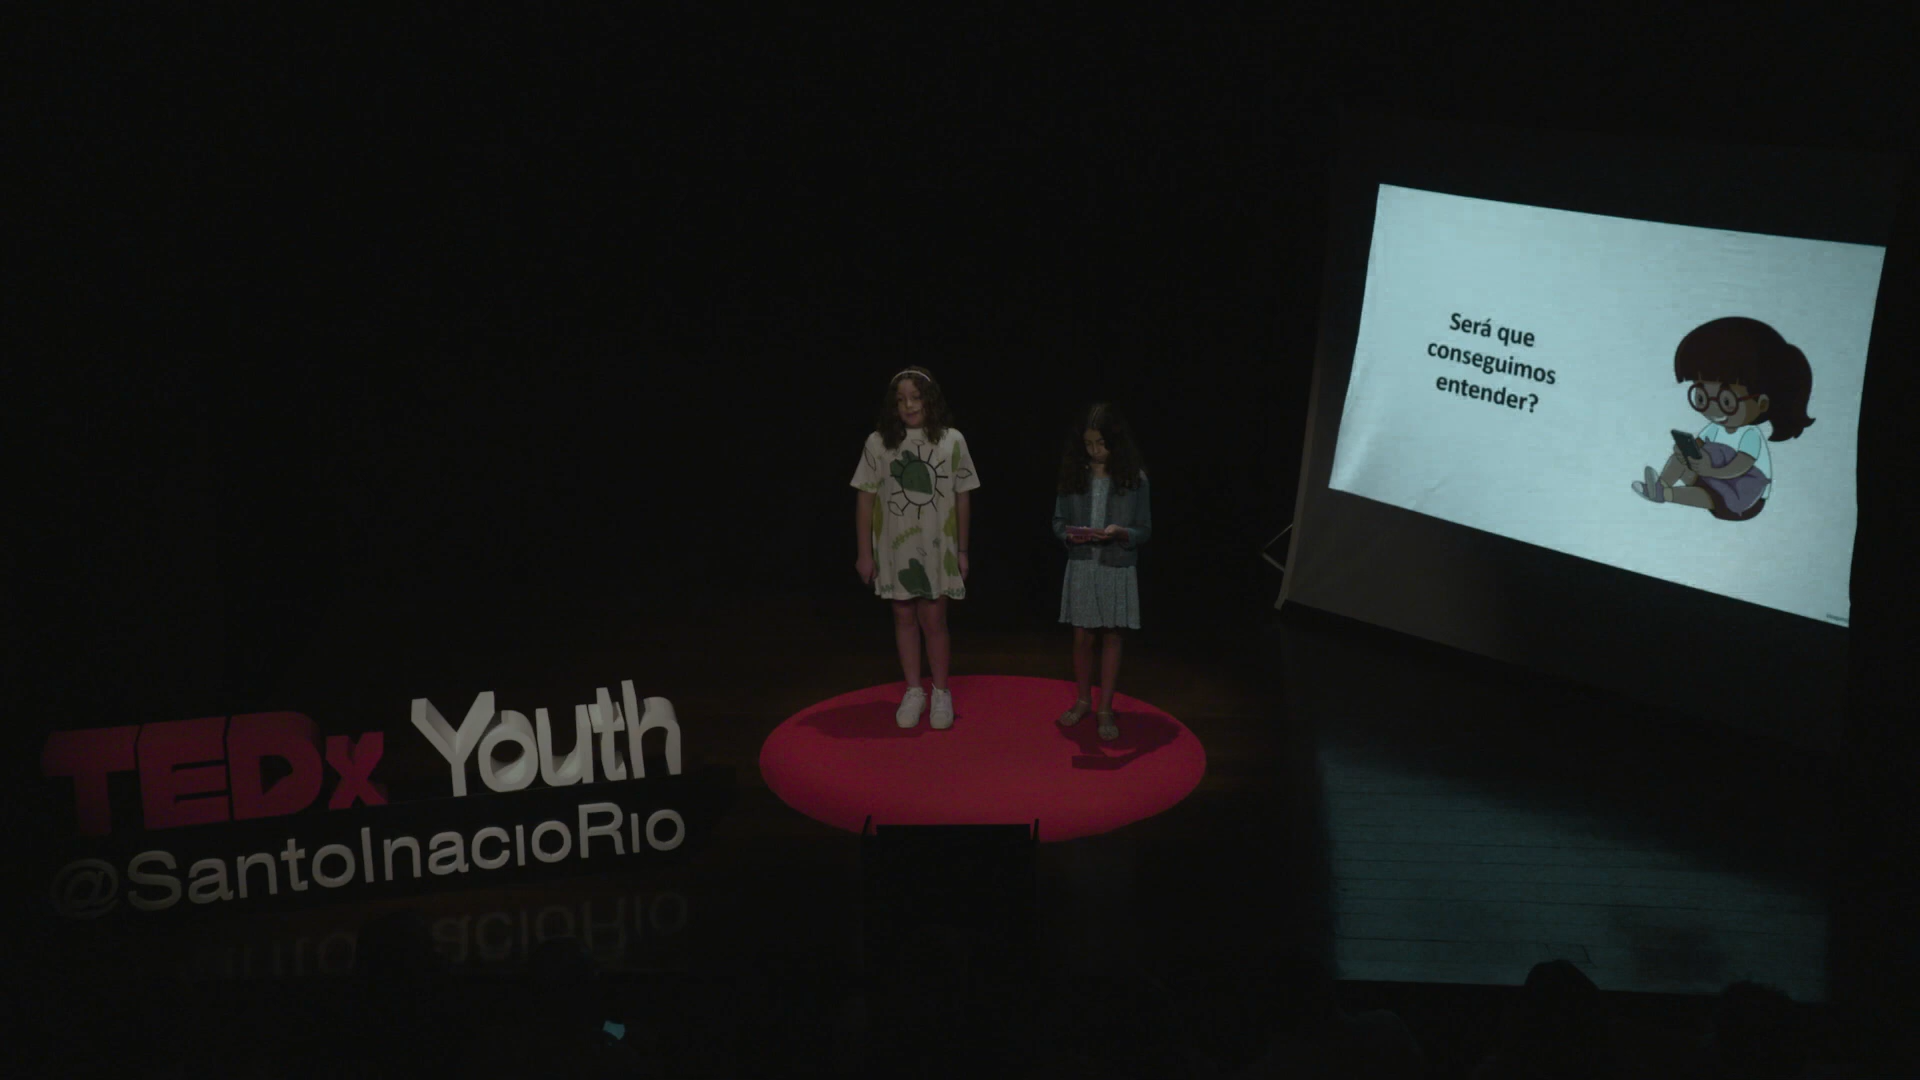 TEDx Youth
@SantoInacioRio
Será que
conseguimos
entender?